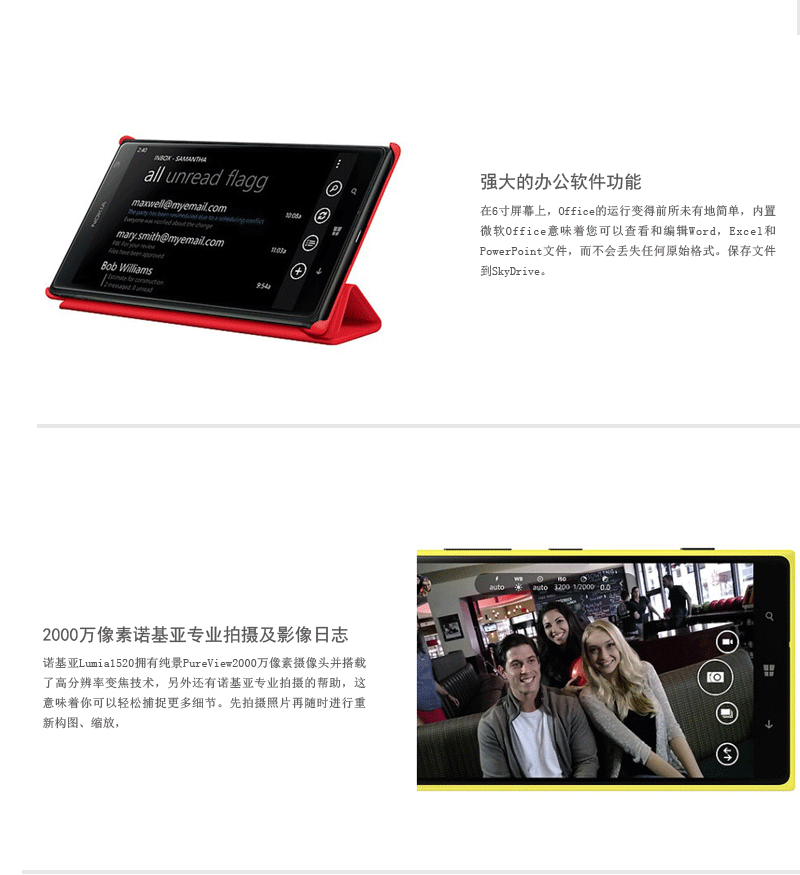 NOKIA
2:40
INBOX - SAMANTHA
all unread flagg
maxwell@myemail.com
The party has been rescheduled due to a scheduling conflict
Everyone was notified about the change
10:08a
mary.smith@myemail.com
File for your review
Files have been approved
11:03a
Bob Williams
Estimate for construction
2 messages, 0 unread
9:54a
强大的办公软件功能
在6寸屏幕上，Office的运行变得前所未有地简单，内置
微软Office意味着您可以查看和编辑Word，Excel和
PowerPoint文件，而不会丢失任何原始格式。保存文件
到SkyDrive。
2000万像素诺基亚专业拍摄及影像日志
诺基亚Lumia1520拥有纯景PureView2000万像素摄像头并搭载
了高分辨率变焦技术，另外还有诺基亚专业拍摄的帮助，这
意味着你可以轻松捕捉更多细节。先拍摄照片再随时进行重
新构图、缩放，
WB ISO
auto auto 3200 1/2000 0.0